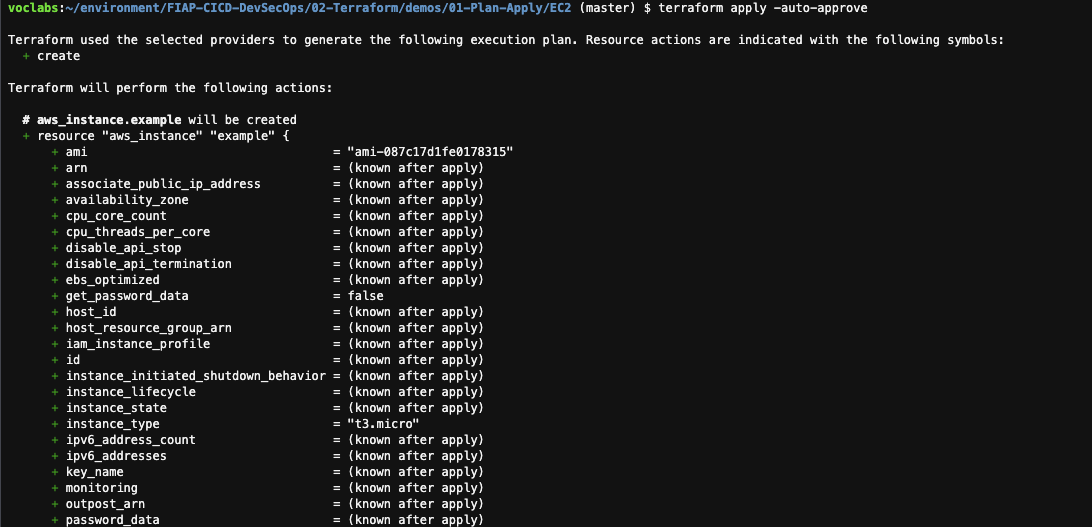 voclabs:~/environment/FIAP-CICD-DevSecOps/02-Terraform/demos/01-Plan-Apply/EC2 (master) $ terraform apply -auto-approve
Terraform used the selected providers to generate the following execution plan. Resource actions are indicated with the following symbols:
+ create
Terraform will perform the following actions:
# aws_instance.example will be created
+ resource "aws_instance" "example" {
+ ami = "ami-087c17d1fe0178315"
+ arn = (known after apply)
+ associate_public_ip_address = (known after apply)
+ availability_zone = (known after apply)
+ cpu_core_count = (known after apply)
+ cpu_threads_per_core = (known after apply)
+ disable_api_stop = (known after apply)
+ disable_api_termination = (known after apply)
+ ebs_optimized = (known after apply)
+ get_password_data = false
+ host_id = (known after apply)
+ host_resource_group_arn = (known after apply)
+ iam_instance_profile = (known after apply)
+ id = (known after apply)
+ instance_initiated_shutdown_behavior = (known after apply)
+ instance_lifecycle = (known after apply)
+ instance_state = (known after apply)
+ instance_type = "t3.micro"
+ ipv6_address_count = (known after apply)
+ ipv6_addresses = (known after apply)
+ key_name = (known after apply)
+ monitoring = (known after apply)
+ outpost_arn = (known after apply)
+ password_data = (known after apply)